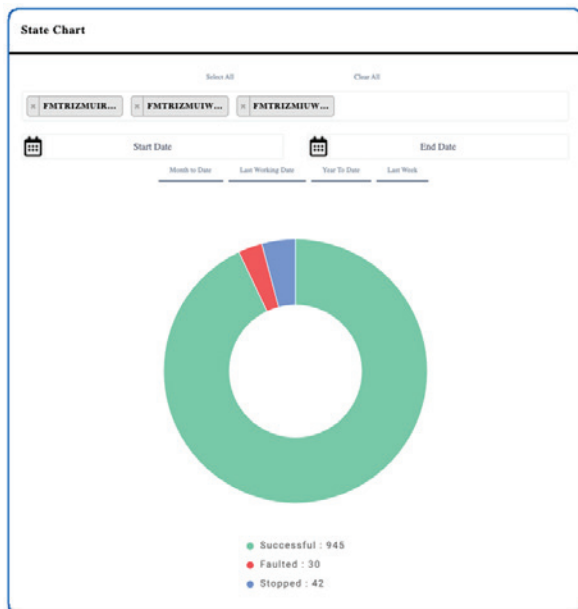 State Chart
Select All Clear All
× FMTRIZMUIR... × FMTRIZMUIW... × FMTRIZMIUW...
Start Date End Date
Month to Date Last Working Date Year To Date Last Week
Successful : 945
Faulted : 30
Stopped : 42